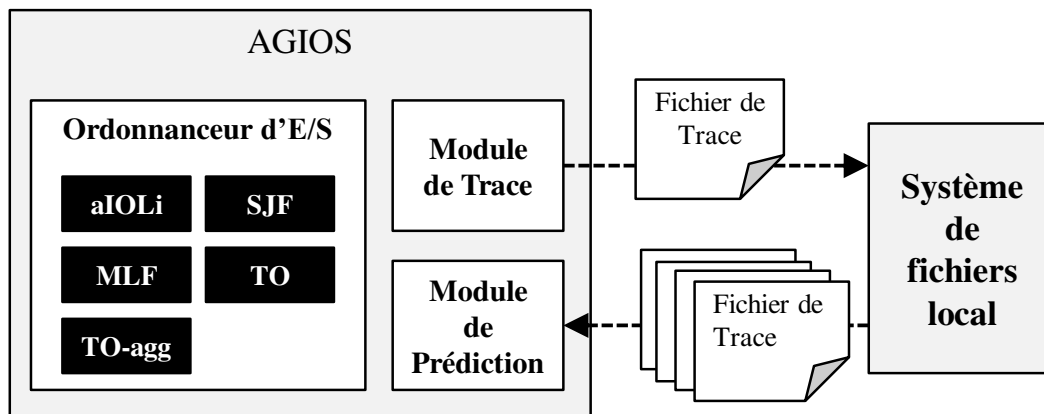 AGIOS
Ordonnanceur d'E/S
aIOLi
SJF
MLF
TO
TO-agg
Module
de Trace
Module
de
Prédiction
Fichier de
Trace
Fichier de
Trace
Système
de
fichiers
local